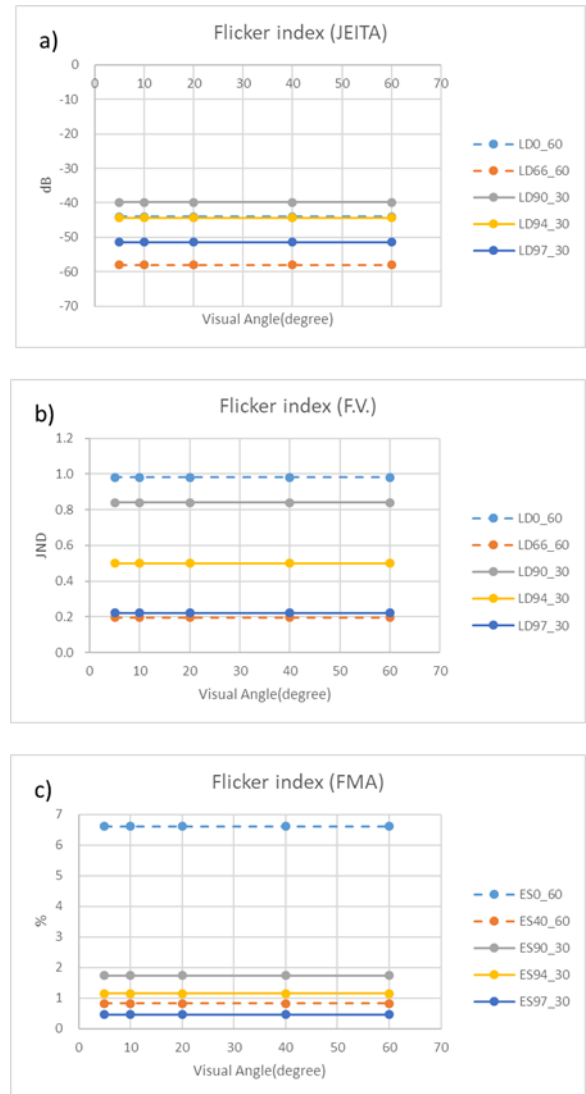 a)
Flicker index (JEITA)
0
0 10 20 30 40 50 60 70
-10
-20
-30
-40
-50
-60
-70
dB
Visual Angle(degree)
LD0_60
LD66_60
LD90_30
LD94_30
LD97_30
b)
Flicker index (F.V.)
1.2
1.0
0.8
0.6
0.4
0.2
0.0
JND
0 10 20 30 40 50 60 70
Visual Angle(degree)
LD0_60
LD66_60
LD90_30
LD94_30
LD97_30
c)
Flicker index (FMA)
7
6
5
4
3
2
1
0
%
0 10 20 30 40 50 60 70
Visual Angle(degree)
ES0_60
ES40_60
ES90_30
ES94_30
ES97_30